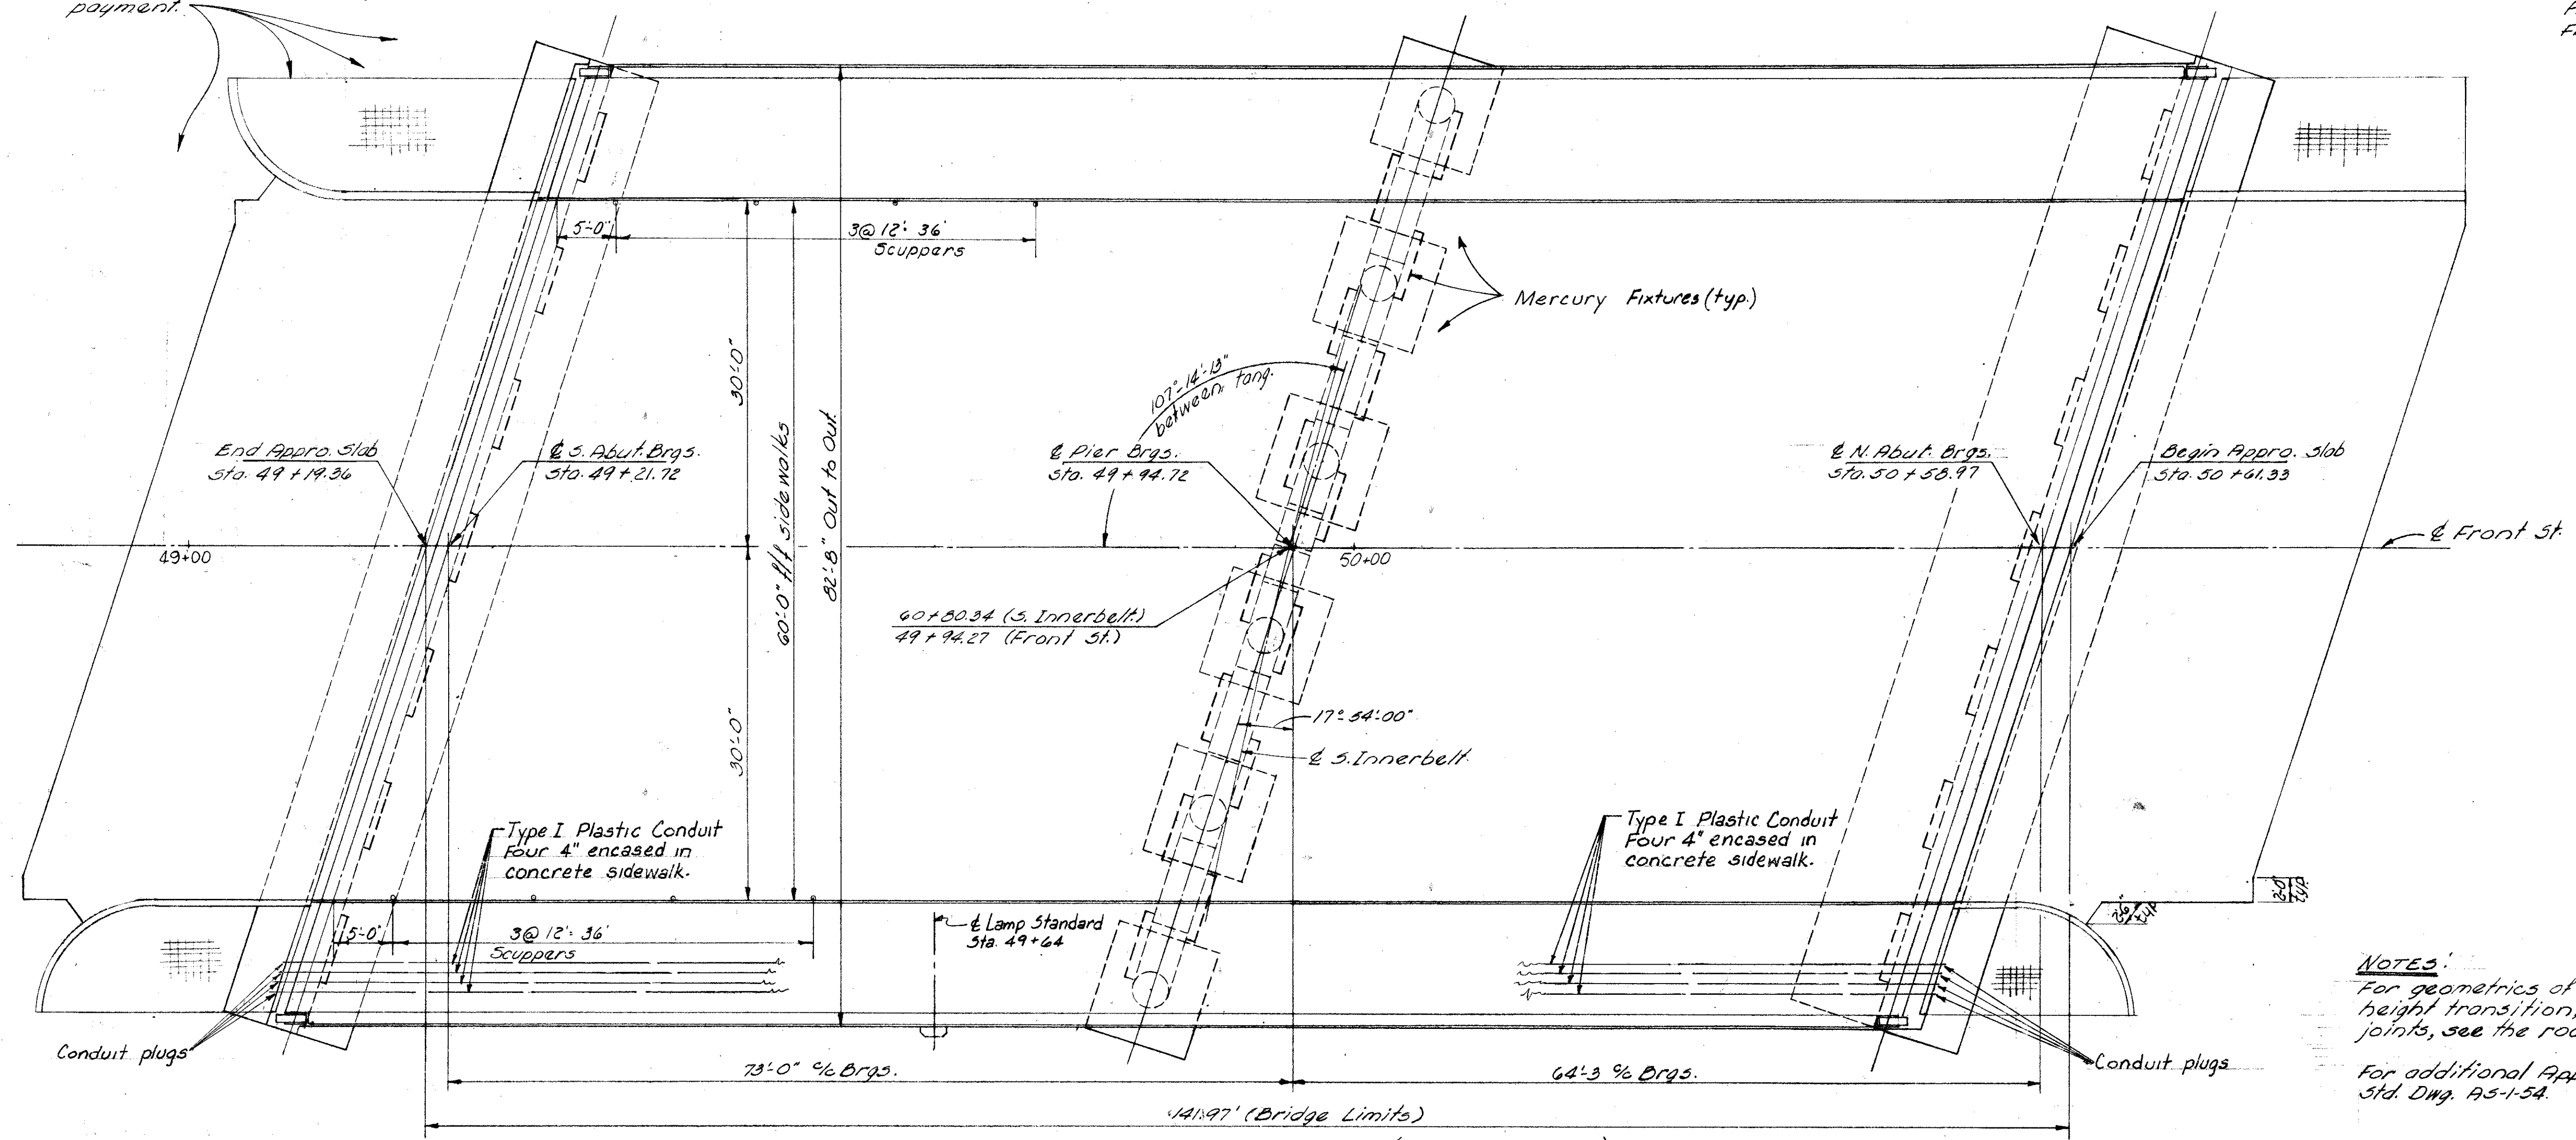 payment.
5'-0"
3@ 12'= 36'
Scuppers
Mercury Fixtures (typ.)
30'-0"
60'-0" f/f sidewalks
82'-8" Out to Out
107°-14'-13"
between tang.
End Appro. Slab
Sta. 49+19.36
℄ S. Abut. Brgs.
Sta. 49+21.72
℄ Pier Brgs.
Sta. 49+94.72
℄ N. Abut. Brgs.
Sta. 50+58.97
Begin Appro. Slab
Sta. 50+61.33
49+00
50+00
℄ Front St.
60+80.34 (S. Innerbelt)
49+94.27 (Front St.)
30'-0"
17°-54'-00"
℄ S. Innerbelt
Type I Plastic Conduit
Four 4" encased in
concrete sidewalk.
Type I Plastic Conduit
Four 4" encased in
concrete sidewalk.
2'-0
typ.
2'-6"
typ
5'-0"
3@ 12'= 36'
Scuppers
℄ Lamp Standard
Sta. 49+64
Conduit plugs
Conduit plugs
73'-0" c/c Brgs.
64'-3 c/c Brgs.
141.97' (Bridge Limits)
NOTES:
For geometrics of
height transition,
joints, see the
For additional
Std. Dwg. AS-1-54.